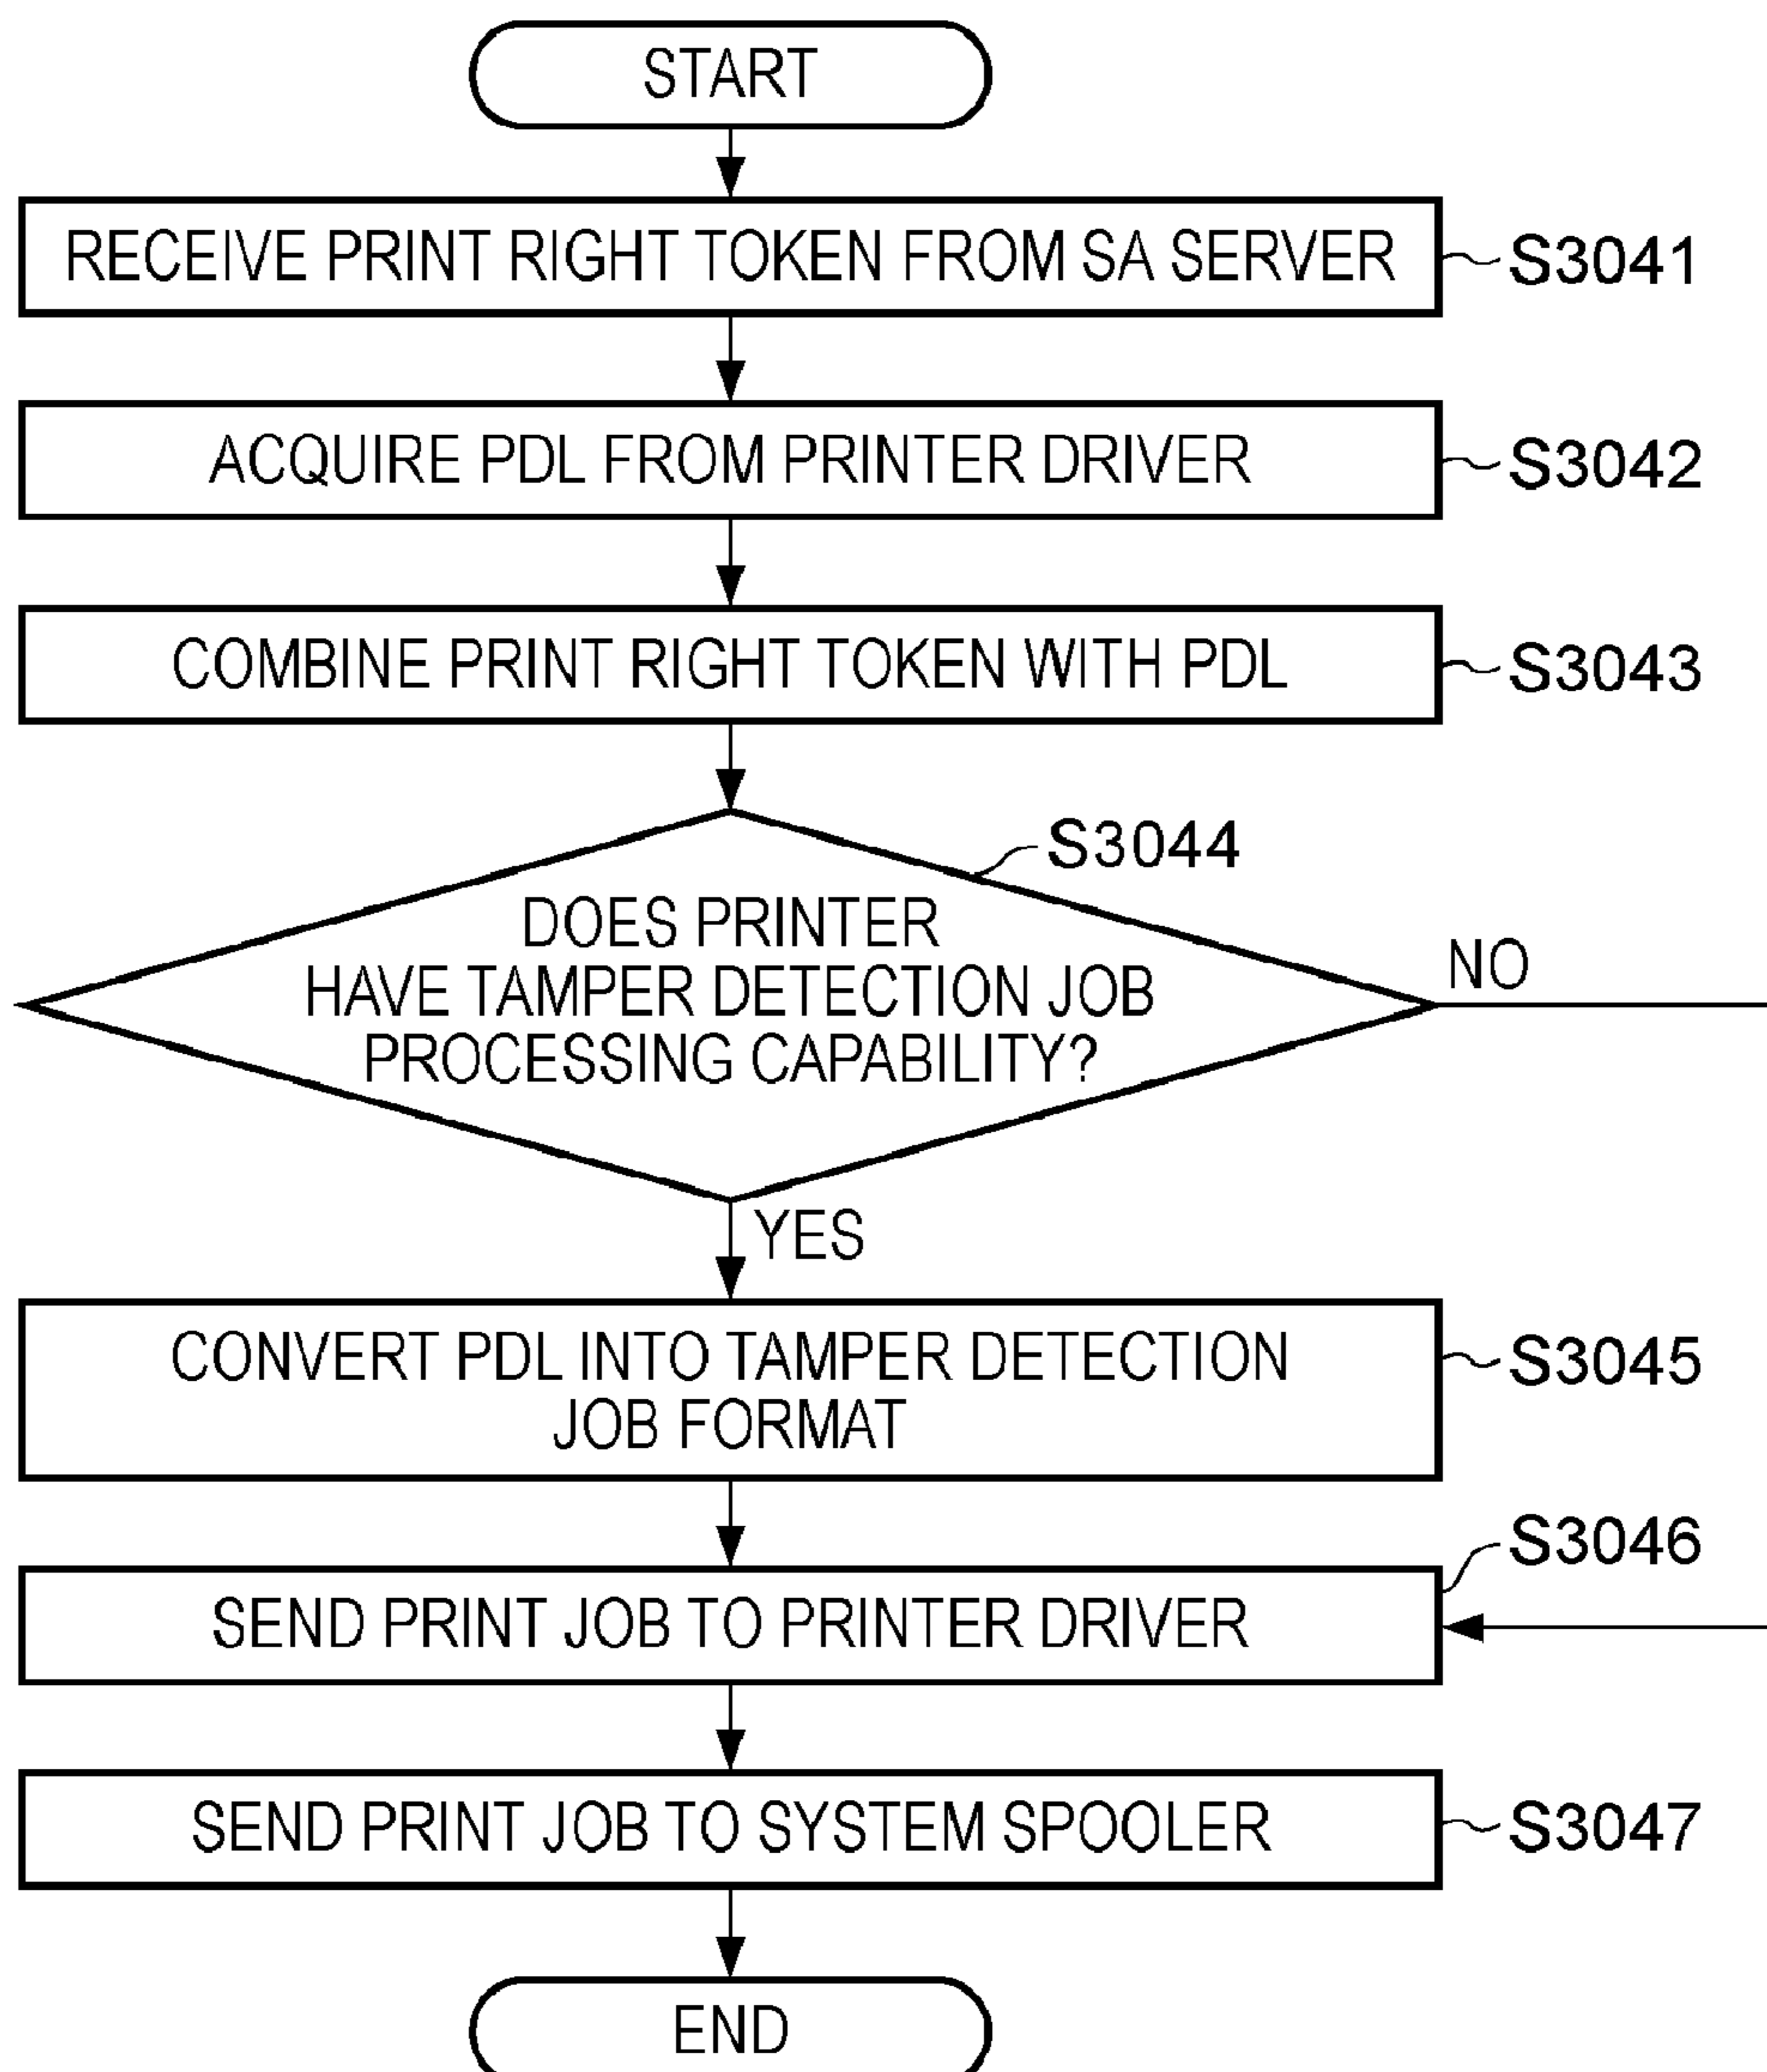 START
RECEIVE PRINT RIGHT TOKEN FROM SA SERVER
S3041
ACQUIRE PDL FROM PRINTER DRIVER
S3042
COMBINE PRINT RIGHT TOKEN WITH PDL
S3043
S3044
DOES PRINTER
HAVE TAMPER DETECTION JOB
PROCESSING CAPABILITY?
NO
YES
CONVERT PDL INTO TAMPER DETECTION
JOB FORMAT
S3045
S3046
SEND PRINT JOB TO PRINTER DRIVER
SEND PRINT JOB TO SYSTEM SPOOLER
S3047
END